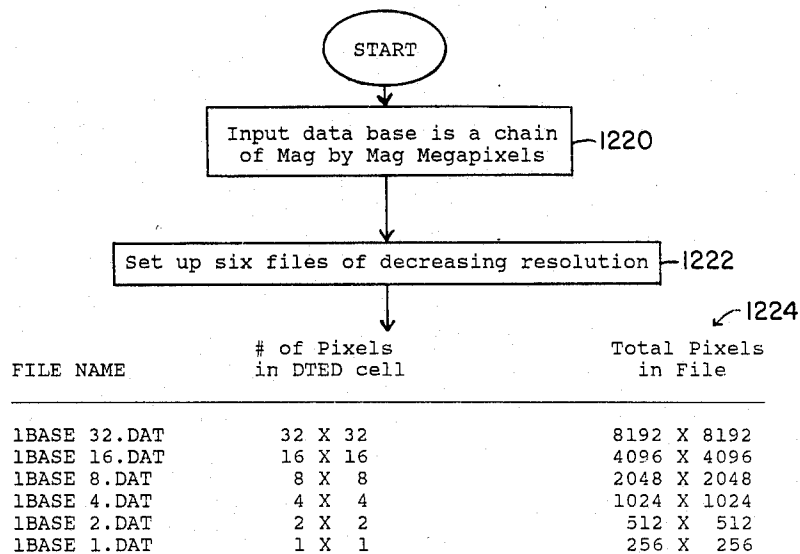 START
Input data base is a chain
of Mag by Mag Megapixels
1220
Set up six files of decreasing resolution
1222
1224
# of Pixels Total Pixels
FILE NAME in DTED cell in File
1BASE 32.DAT 32 X 32 8192 X 8192
1BASE 16.DAT 16 X 16 4096 X 4096
1BASE 8.DAT 8 X 8 2048 X 2048
1BASE 4.DAT 4 X 4 1024 X 1024
1BASE 2.DAT 2 X 2 512 X 512
1BASE 1.DAT 1 X 1 256 X 256